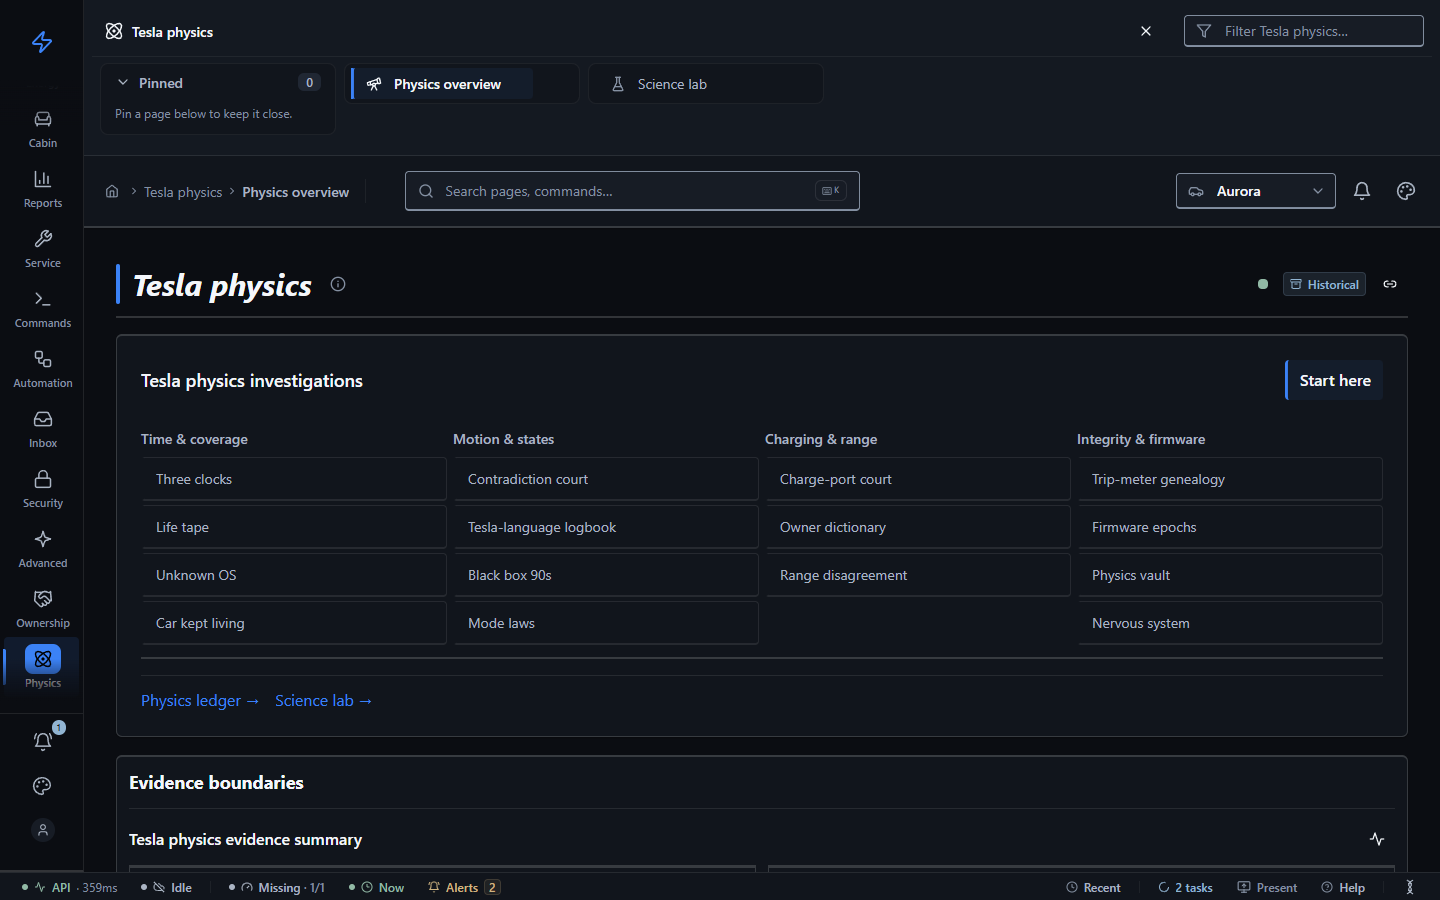 Tesla physics
Filter Tesla physics...
Pinned
0
Pin a page below to keep it close.
Physics overview
Science lab
Cabin
Reports
Service
Commands
Automation
Inbox
Security
Advanced
Ownership
Physics
1
Tesla physics
Physics overview
Search pages, commands...
K
Aurora
Tesla physics
Historical
Tesla physics investigations
Start here
Time & coverage
Three clocks
Life tape
Unknown OS
Car kept living
Motion & states
Contradiction court
Tesla-language logbook
Black box 90s
Mode laws
Charging & range
Charge-port court
Owner dictionary
Range disagreement
Integrity & firmware
Trip-meter genealogy
Firmware epochs
Physics vault
Nervous system
Physics ledger →
Science lab →
Evidence boundaries
Tesla physics evidence summary
API · 359ms
Idle
Missing · 1/1
Now
Alerts 2
Recent
2 tasks
Present
Help